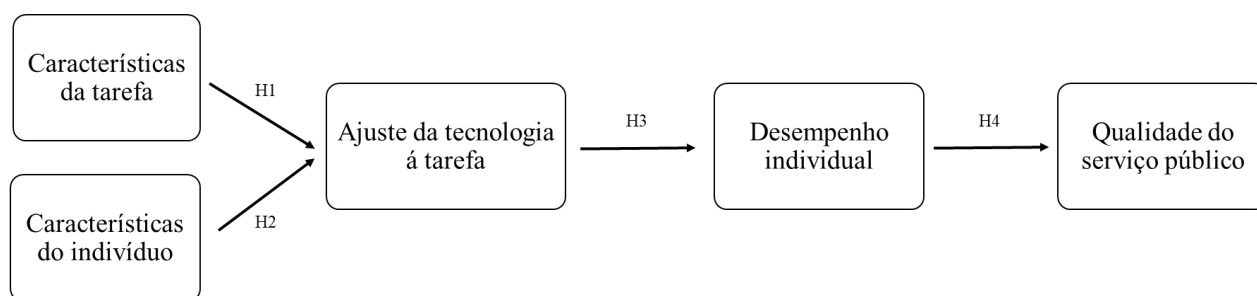 Características
da tarefa
H1
Ajuste da tecnologia
á tarefa
H3
Desempenho
individual
H4
Qualidade do
serviço público
Características
do indivíduo
H2